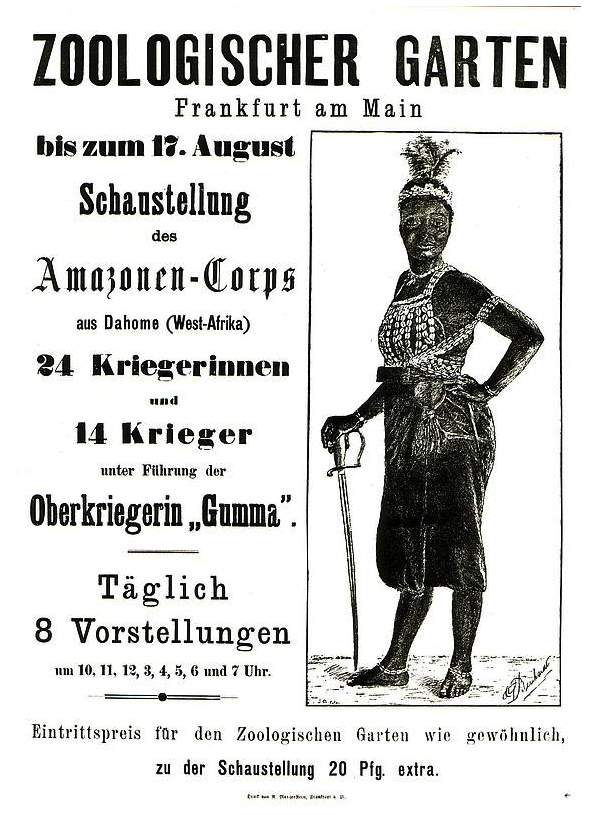 ZOOLOGISCHER GARTEN
Frankfurt am Main
bis zum 17. August
Schaustellung
des
Amazonen-Corps
aus Dahome (West-Afrika)
24 Kriegerinnen
und
14 Krieger
unter Führung der
Oberkriegerin „Gumma”.
Täglich
8 Vorstellungen
um 10, 11, 12, 3, 4, 5, 6 und 7 Uhr.
Eintrittspreis für den Zoologischen Garten wie gewöhnlich,
zu der Schaustellung 20 Pfg. extra.
Druck von